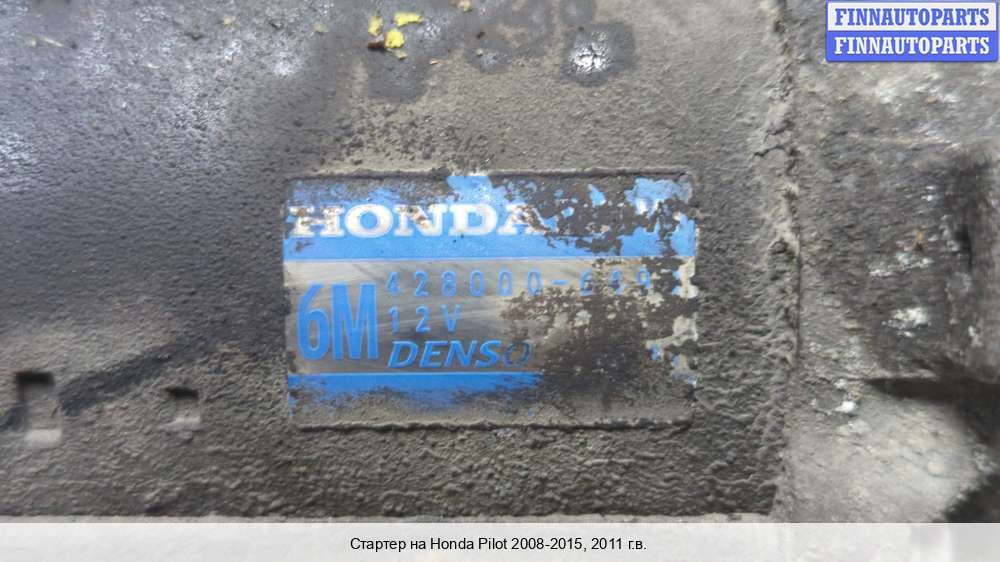 FINNAUTOPARTS
FINNAUTOPARTS
HONDA
6M
12V
DENSO
Стартер на Honda Pilot 2008-2015, 2011 г.в.